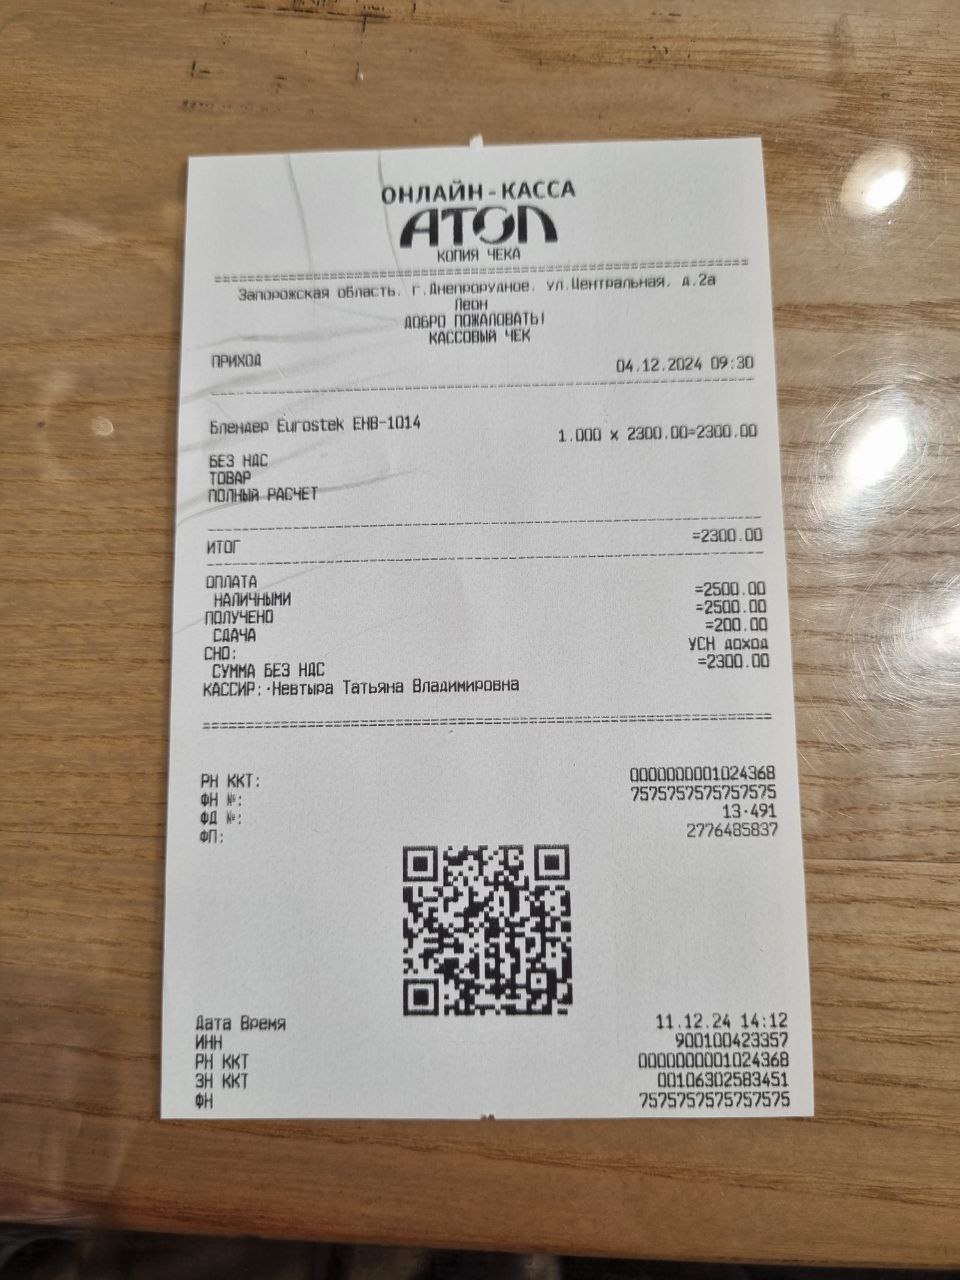 ОНЛАЙН-КАССА
АТОЛ
КОПИЯ ЧЕКА
Запорожская область, г.Днепрорудное, ул.Центральная, д.2а
Леон
ДОБРО ПОЖАЛОВАТЬ!
КАССОВЫЙ ЧЕК
ПРИХОД 04.12.2024 09:30
Блендер Eurostek EHB-1014
1.000 x 2300.00=2300.00
БЕЗ НДС
ТОВАР
ПОЛНЫЙ РАСЧЕТ
ИТОГ =2300.00
ОПЛАТА
НАЛИЧНЫМИ =2500.00
ПОЛУЧЕНО =2500.00
СДАЧА =200.00
СНО: УСН доход
СУММА БЕЗ НДС =2300.00
КАССИР: Невтыра Татьяна Владимировна
РН ККТ: 0000000001024368
ФН №: 7575757575757575
ФД №: 13·491
ФП: 2776485837
Дата Время 11.12.24 14:12
ИНН 900100423357
РН ККТ 0000000001024368
ЗН ККТ 00106302583451
ФН 7575757575757575